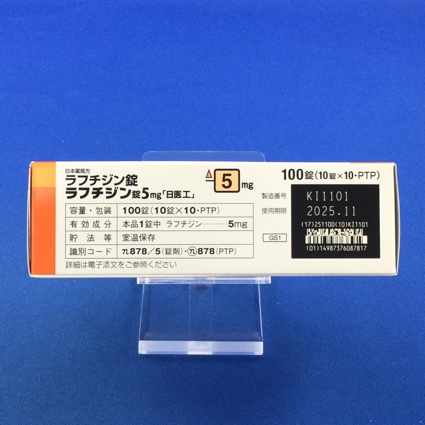 日本薬局方
ラフチジン錠
ラフチジン錠5mg「日医工」
5mg
100錠(10錠×10・PTP)
容量・包装 100錠(10錠×10・PTP)
有効成分 本品1錠中 ラフチジン………5mg
貯法等 室温保存
識別コード π878/5(錠剤)・π878(PTP)
詳細は電子添文をご参照ください
製造番号 KI1101
使用期限 2025.11
(17)251100(10)KI1101
GS1
(01)14987376087817